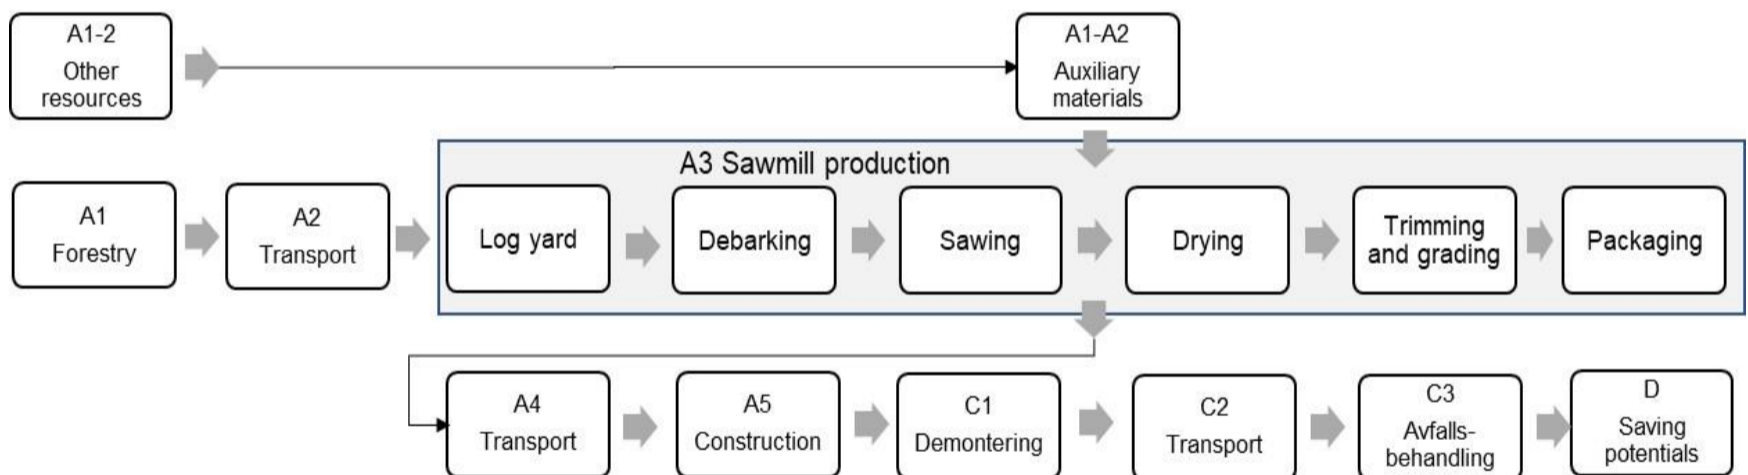 A1-2
Other
resources
A1-A2
Auxiliary
materials
A3 Sawmill production
A1
Forestry
A2
Transport
Log yard
Debarking
Sawing
Drying
Trimming
and grading
Packaging
A4
Transport
A5
Construction
C1
Demontering
C2
Transport
C3
Avfalls-
behandling
D
Saving
potentials